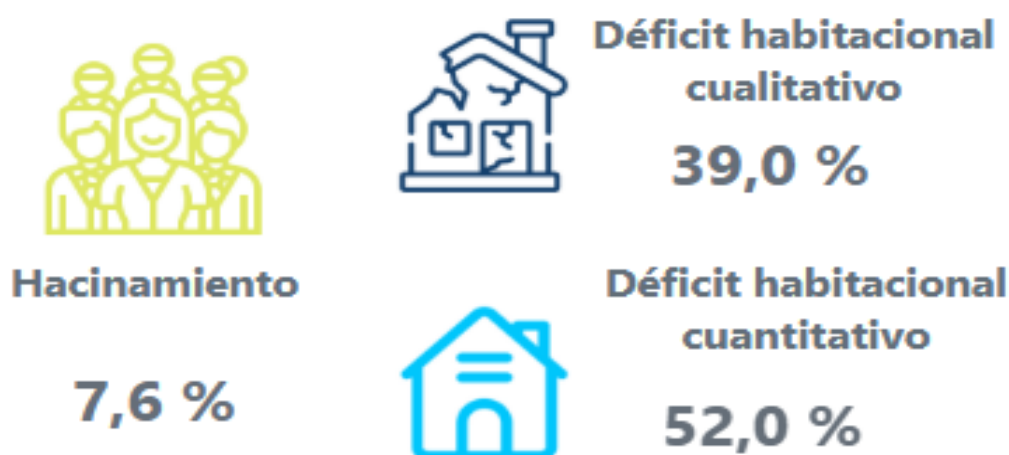 Déficit habitacional
cualitativo
39,0 %
Hacinamiento
7,6 %
Déficit habitacional
cuantitativo
52,0 %